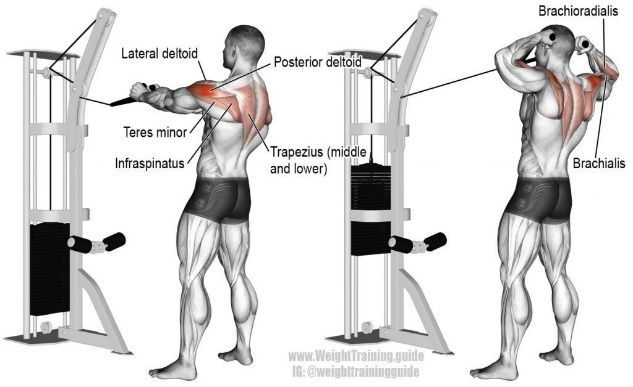 Brachioradialis
Lateral deltoid
Posterior deltoid
Teres minor
Infraspinatus
Trapezius (middle
and lower)
Brachialis
www.WeightTraining.guide
IG: @weighttrainingguide